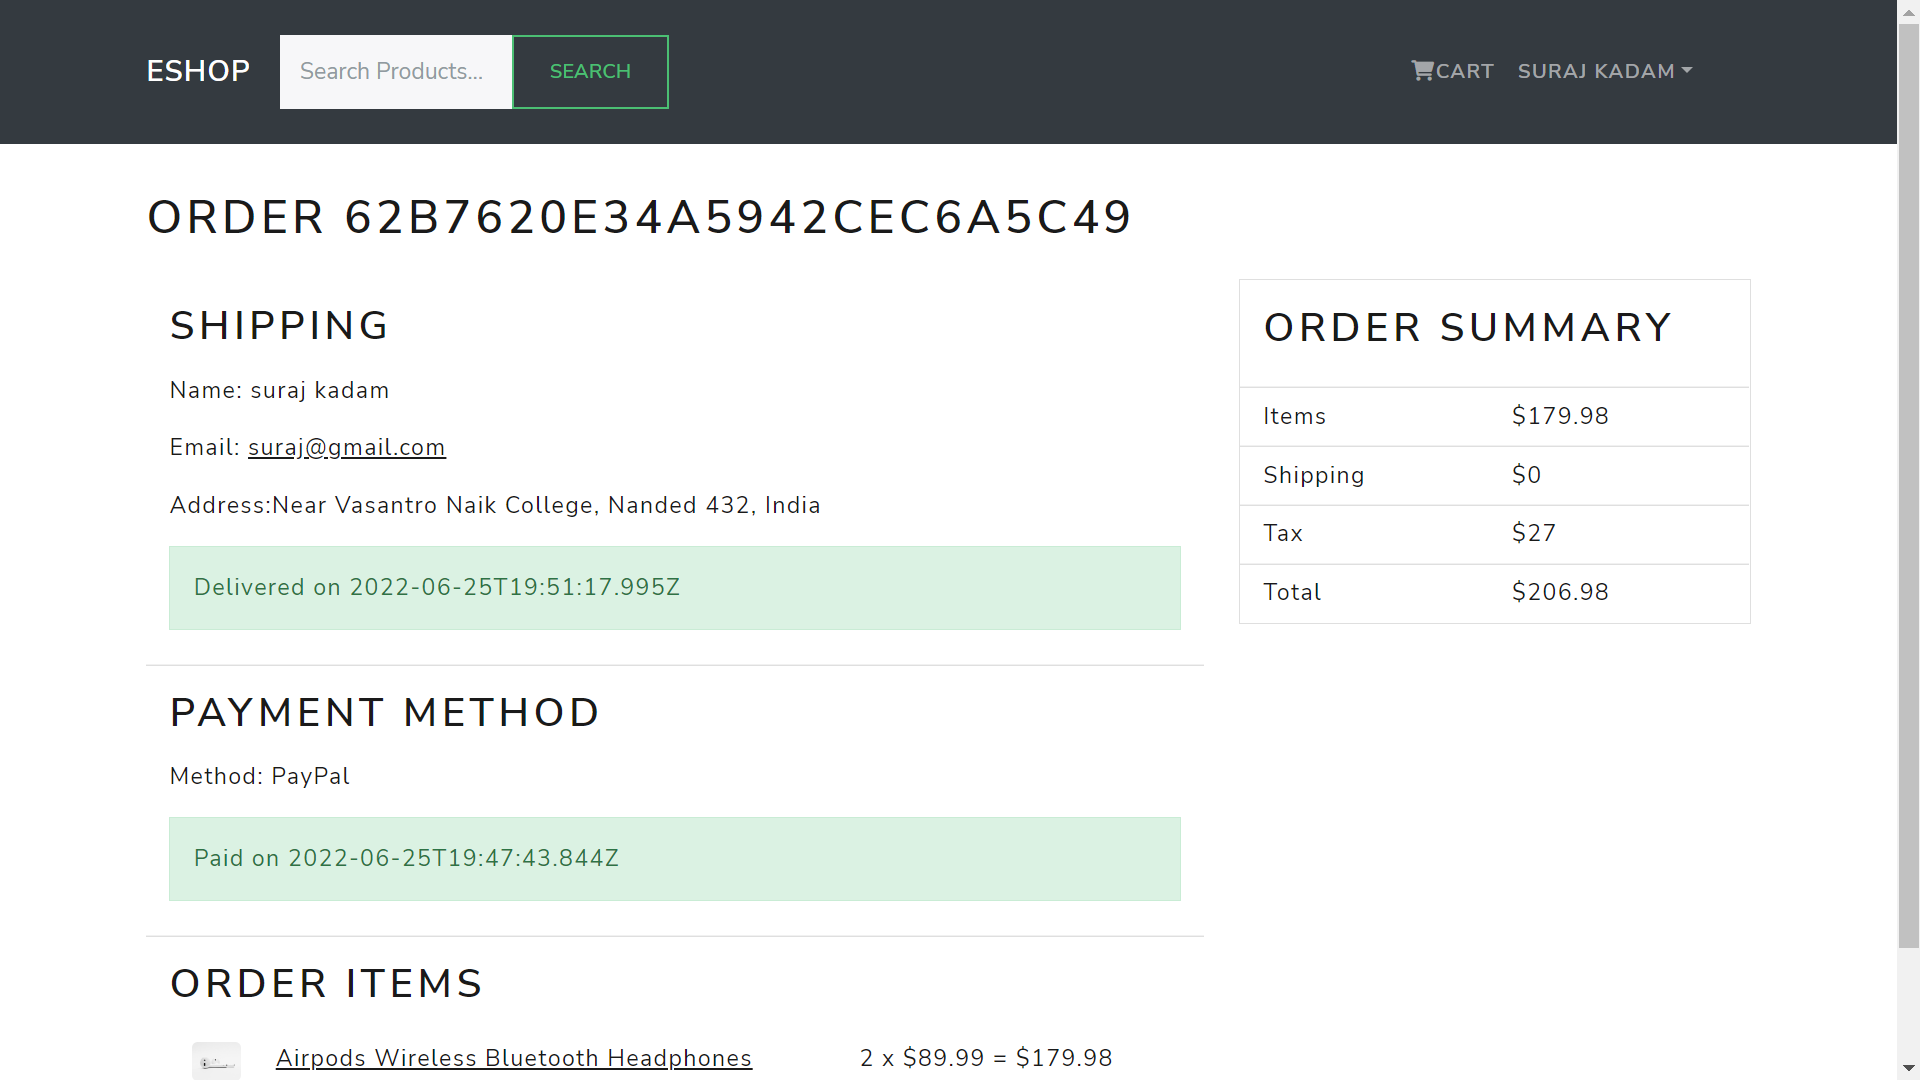 ESHOP
Search Products...
SEARCH
CART
SURAJ KADAM
ORDER 62B7620E34A5942CEC6A5C49
SHIPPING
Name: suraj kadam
Email: suraj@gmail.com
Address:Near Vasantro Naik College, Nanded 432, India
Delivered on 2022-06-25T19:51:17.995Z
PAYMENT METHOD
Method: PayPal
Paid on 2022-06-25T19:47:43.844Z
ORDER ITEMS
Airpods Wireless Bluetooth Headphones
2 x $89.99 = $179.98
ORDER SUMMARY
Items $179.98
Shipping $0
Tax $27
Total $206.98